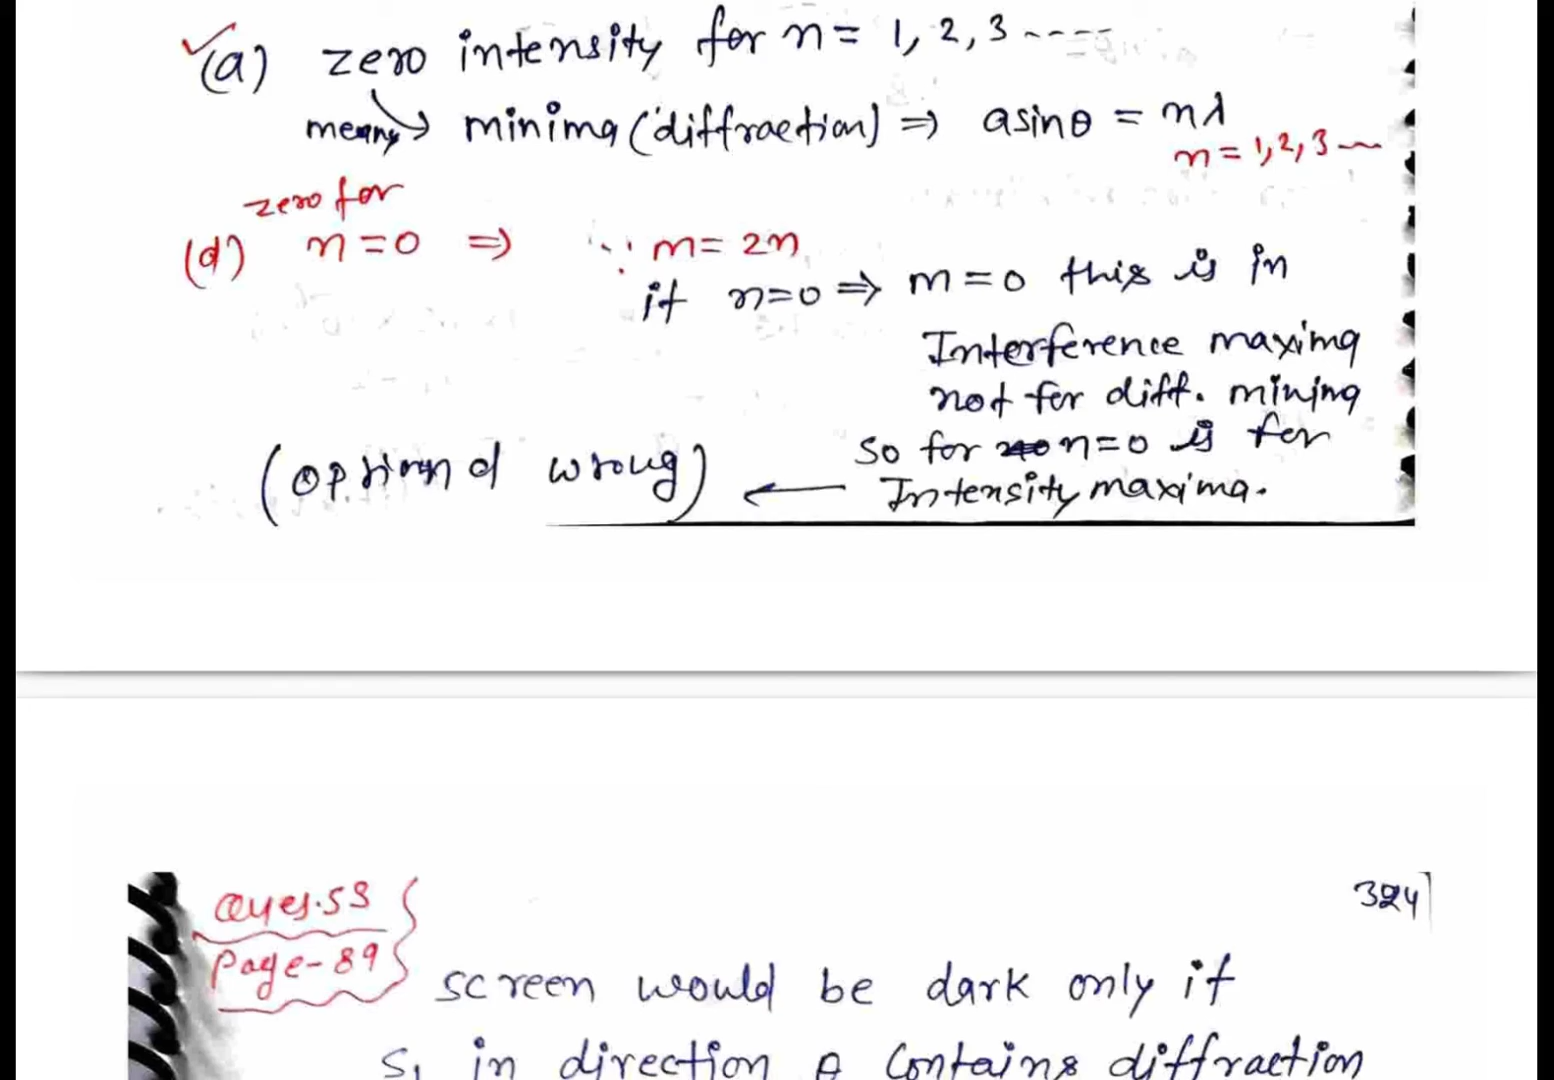 (a) zero intensity for n = 1, 2, 3 ----
means → minima (diffraction) ⇒ a sinθ = nλ
n = 1, 2, 3 —
zero for
(d) n = 0 ⇒ ∵ m = 2n
if n=0 ⇒ m = 0 this is in
Interference maxima
not for diff. minima
so for n=0 is for
Intensity maxima.
(option d wrong) ←
Ques.53
Page-89
324
screen would be dark only if
S₁ in direction θ contains diffraction